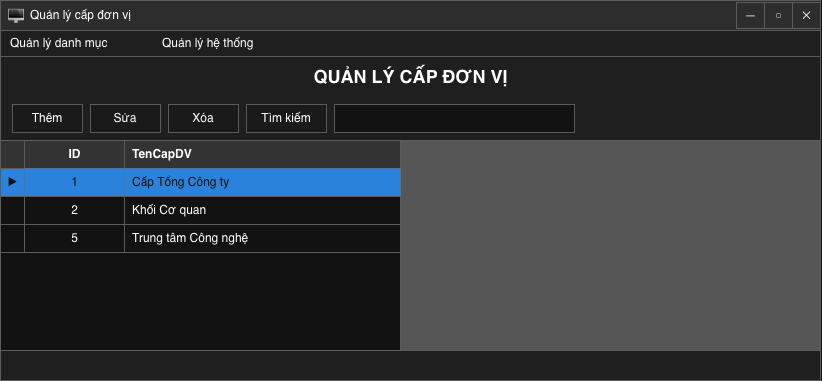 Quản lý cấp đơn vị
Quản lý danh mục Quản lý hệ thống
QUẢN LÝ CẤP ĐƠN VỊ
Thêm Sửa Xóa Tìm kiếm
ID TenCapDV
1 Cấp Tổng Công ty
2 Khối Cơ quan
5 Trung tâm Công nghệ